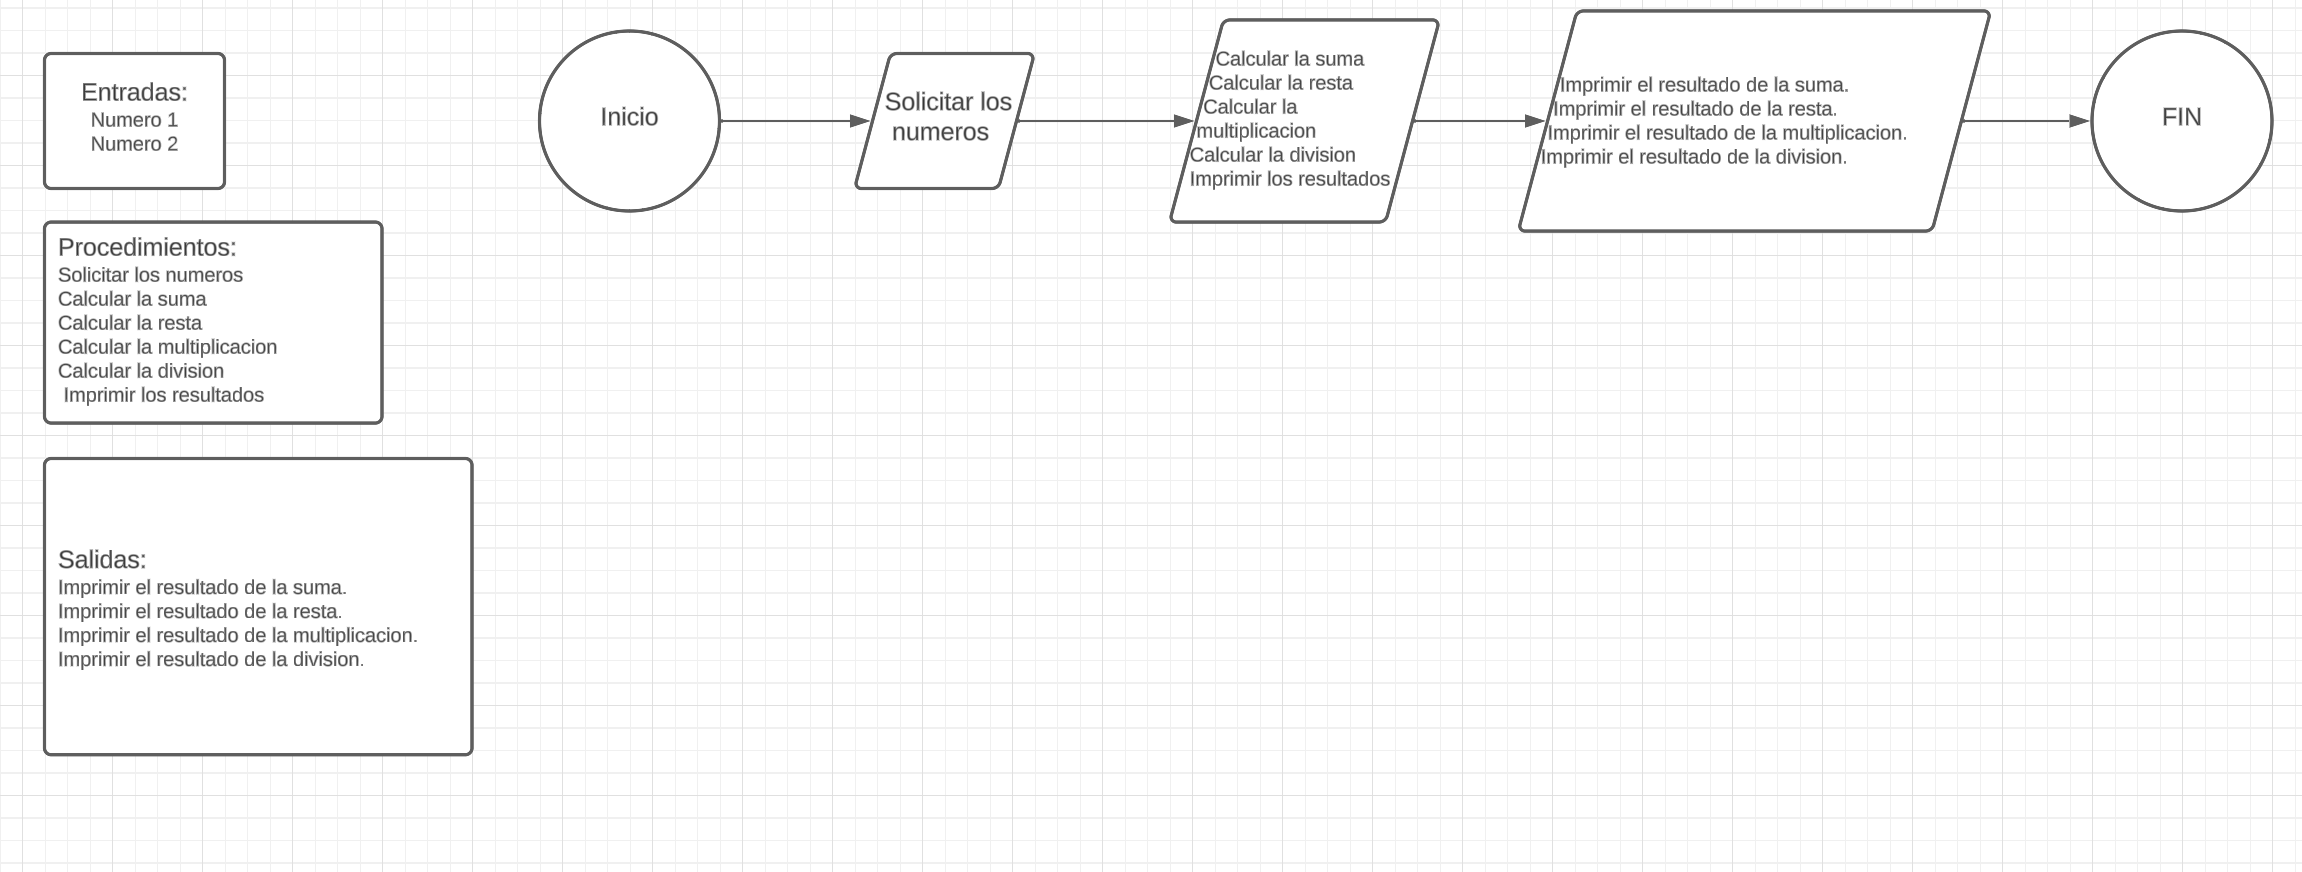 Entradas:
Numero 1
Numero 2
Procedimientos:
Solicitar los numeros
Calcular la suma
Calcular la resta
Calcular la multiplicacion
Calcular la division
Imprimir los resultados
Salidas:
Imprimir el resultado de la suma.
Imprimir el resultado de la resta.
Imprimir el resultado de la multiplicacion.
Imprimir el resultado de la division.
Inicio
Solicitar los
numeros
Calcular la suma
Calcular la resta
Calcular la
multiplicacion
Calcular la division
Imprimir los resultados
Imprimir el resultado de la suma.
Imprimir el resultado de la resta.
Imprimir el resultado de la multiplicacion.
Imprimir el resultado de la division.
FIN